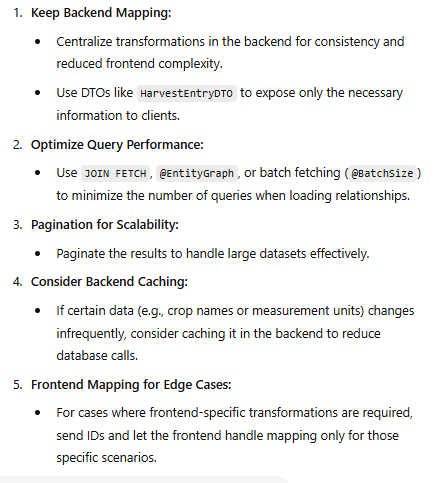 1. Keep Backend Mapping:
• Centralize transformations in the backend for consistency and
reduced frontend complexity.
• Use DTOs like HarvestEntryDTO to expose only the necessary
information to clients.
2. Optimize Query Performance:
• Use JOIN FETCH, @EntityGraph, or batch fetching (@BatchSize)
to minimize the number of queries when loading relationships.
3. Pagination for Scalability:
• Paginate the results to handle large datasets effectively.
4. Consider Backend Caching:
• If certain data (e.g., crop names or measurement units) changes
infrequently, consider caching it in the backend to reduce
database calls.
5. Frontend Mapping for Edge Cases:
• For cases where frontend-specific transformations are required,
send IDs and let the frontend handle mapping only for those
specific scenarios.